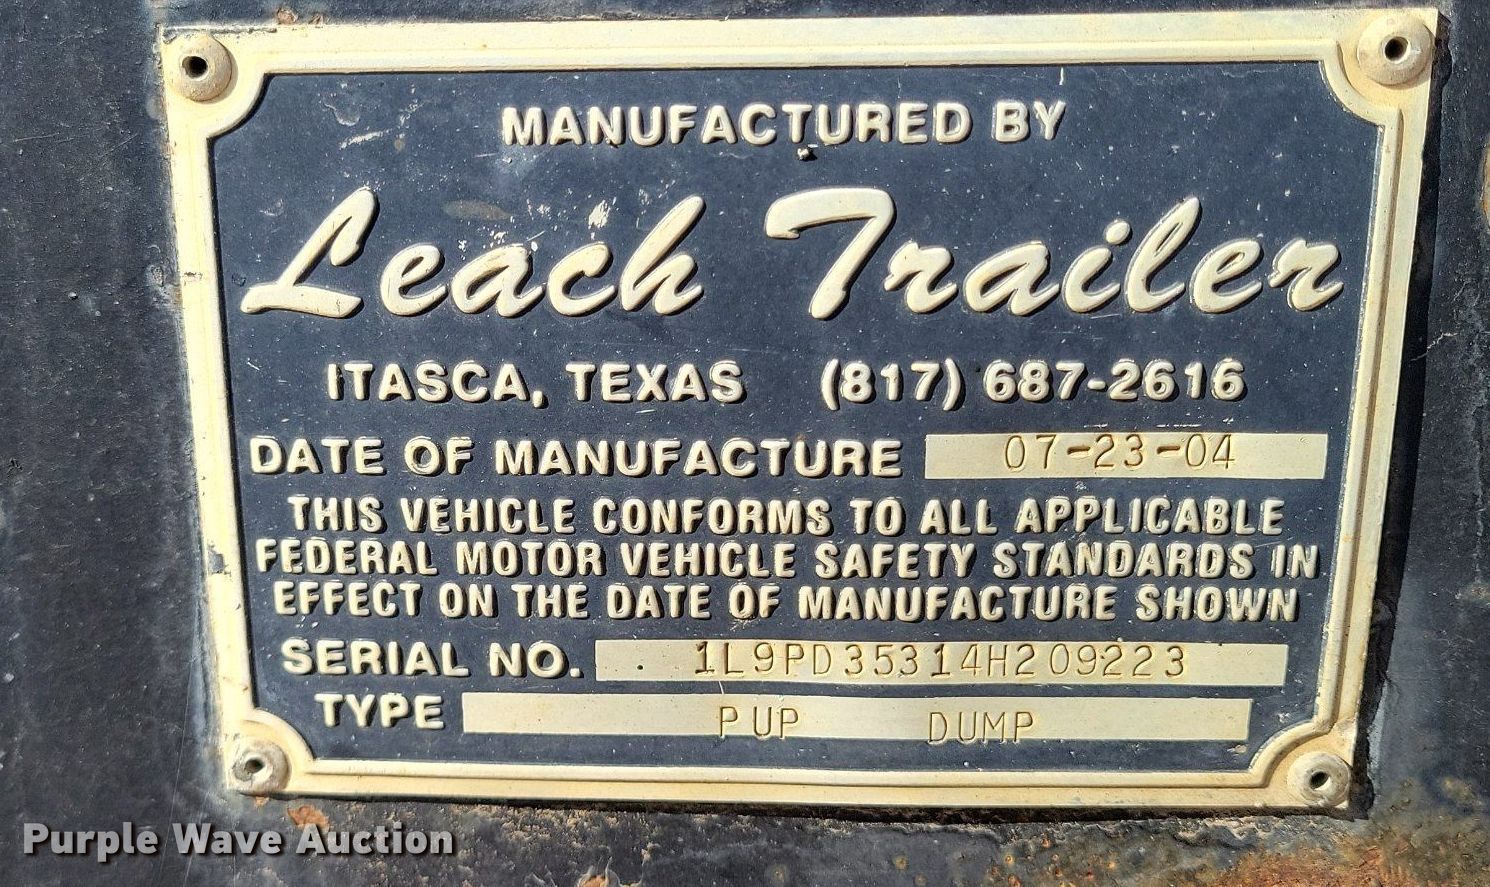 MANUFACTURED BY
Leach Trailer
ITASCA, TEXAS (817) 687-2616
DATE OF MANUFACTURE 07-23-04
THIS VEHICLE CONFORMS TO ALL APPLICABLE
FEDERAL MOTOR VEHICLE SAFETY STANDARDS IN
EFFECT ON THE DATE OF MANUFACTURE SHOWN
SERIAL NO. 1L9PD35314H209223
TYPE PUP DUMP
Purple Wave Auction